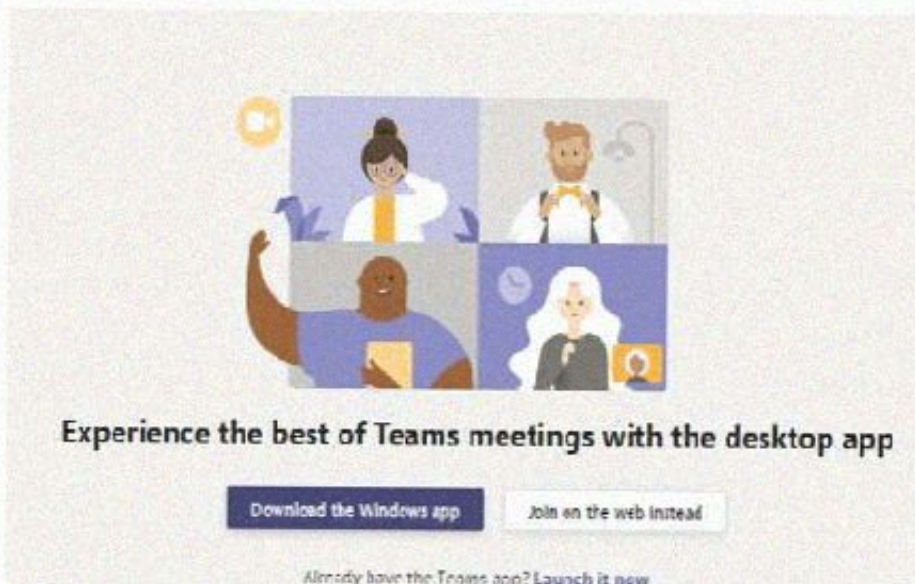 Experience the best of Teams meetings with the desktop app
Download the Windows app
Join on the web instead
Already have the Teams app? Launch it now